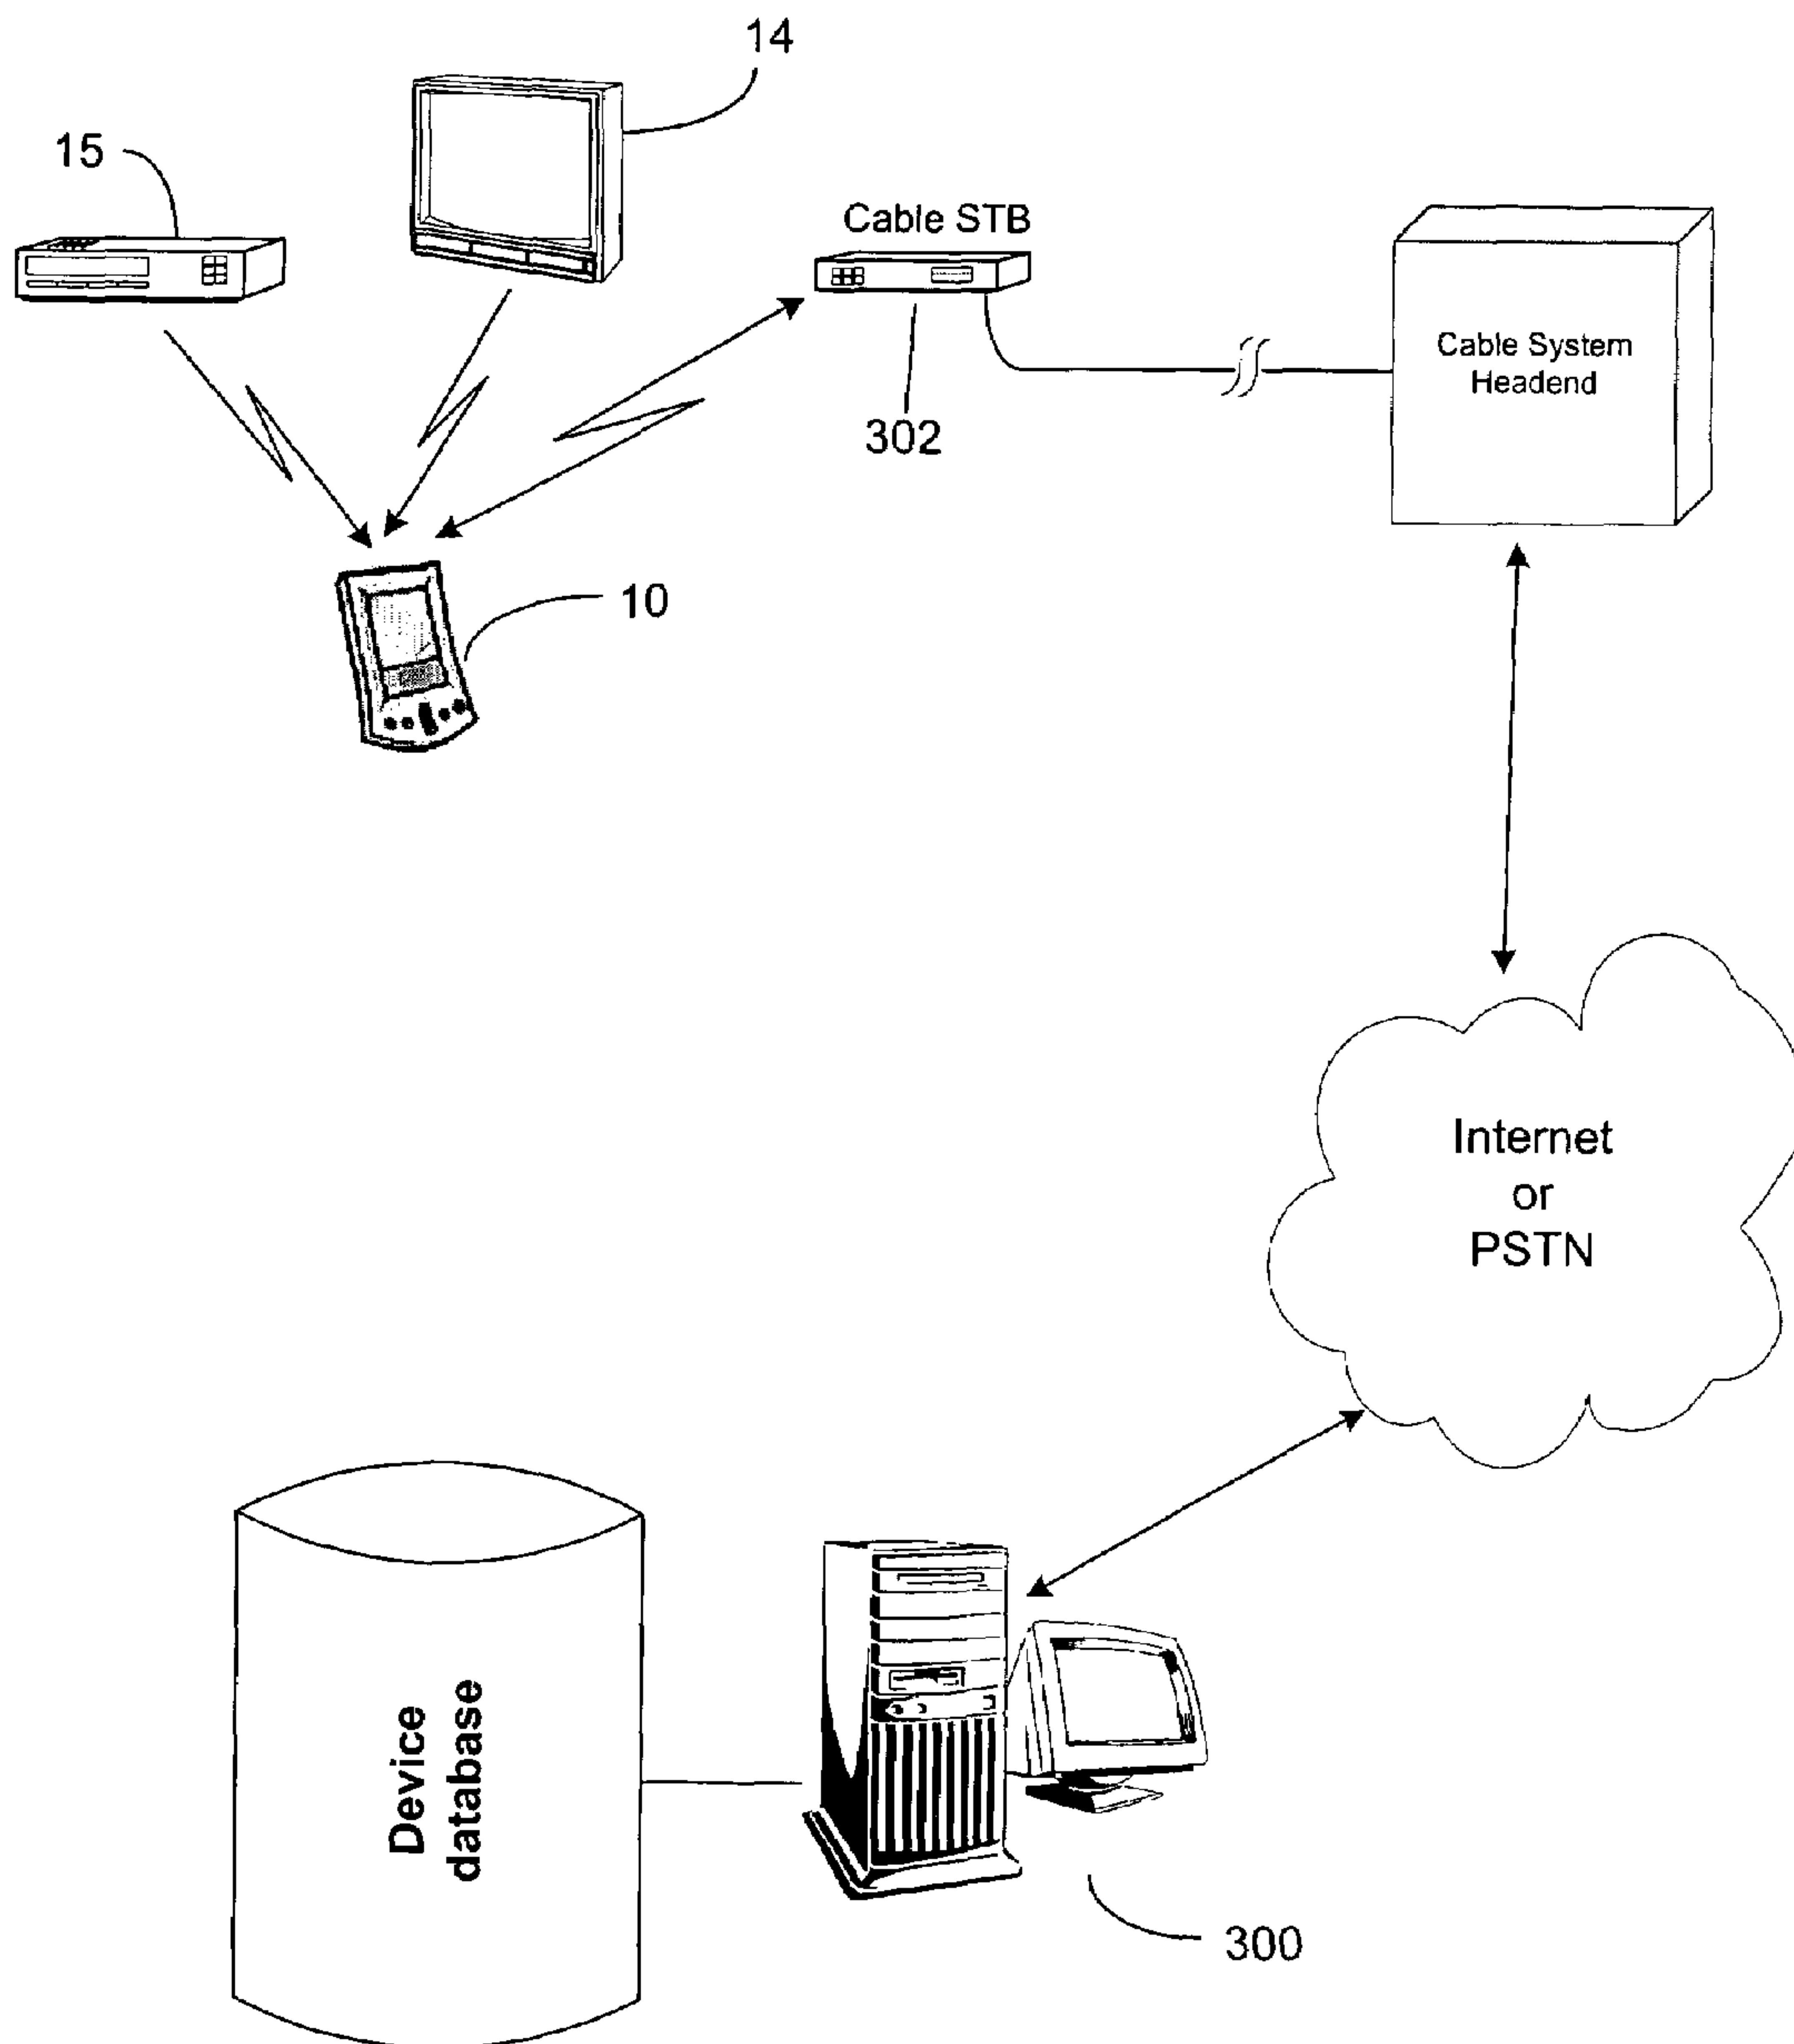 14
15
Cable STB
302
Cable System
Headend
10
Internet
or
PSTN
Device
database
300